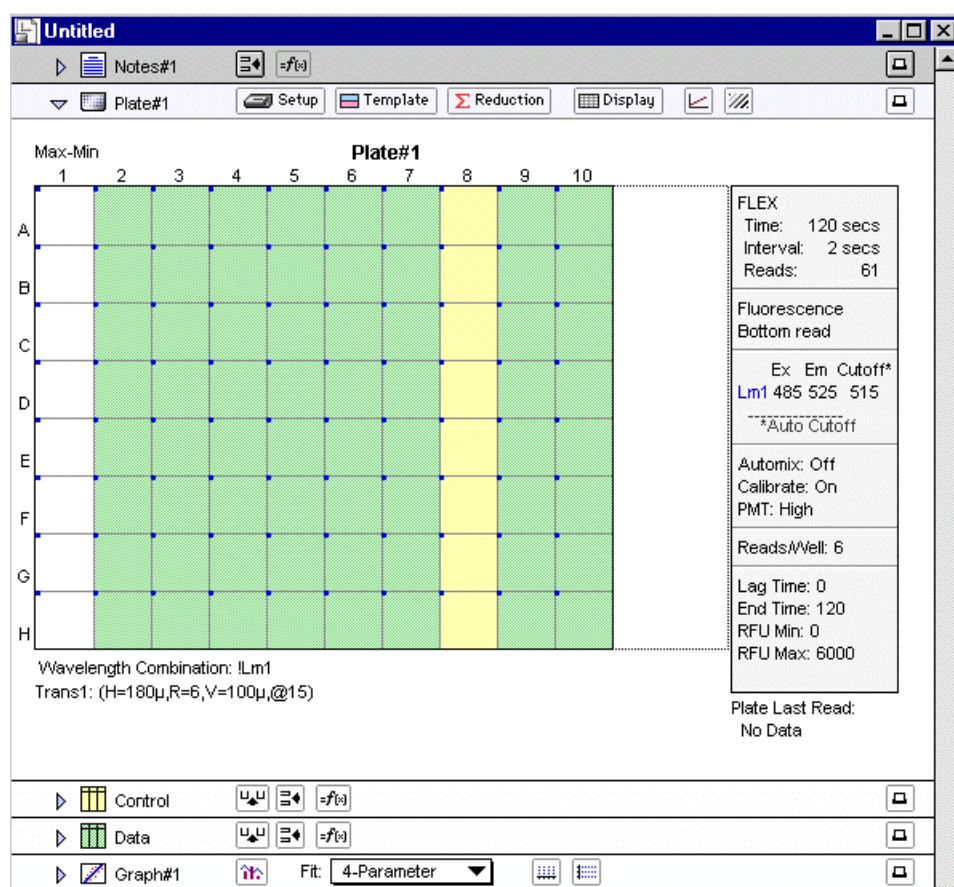 Untitled
Notes#1 =f(x)
Plate#1 Setup Template Reduction Display
Max-Min Plate#1
1 2 3 4 5 6 7 8 9 10
A
B
C
D
E
F
G
H
FLEX
Time: 120 secs
Interval: 2 secs
Reads: 61
Fluorescence
Bottom read
Ex Em Cutoff*
Lm1 485 525 515
*Auto Cutoff
Automix: Off
Calibrate: On
PMT: High
Reads/Well: 6
Lag Time: 0
End Time: 120
RFU Min: 0
RFU Max: 6000
Wavelength Combination: !Lm1
Trans1: (H=180µ,R=6,V=100µ,@15)
Plate Last Read:
No Data
Control =f(x)
Data =f(x)
Graph#1 Fit: 4-Parameter